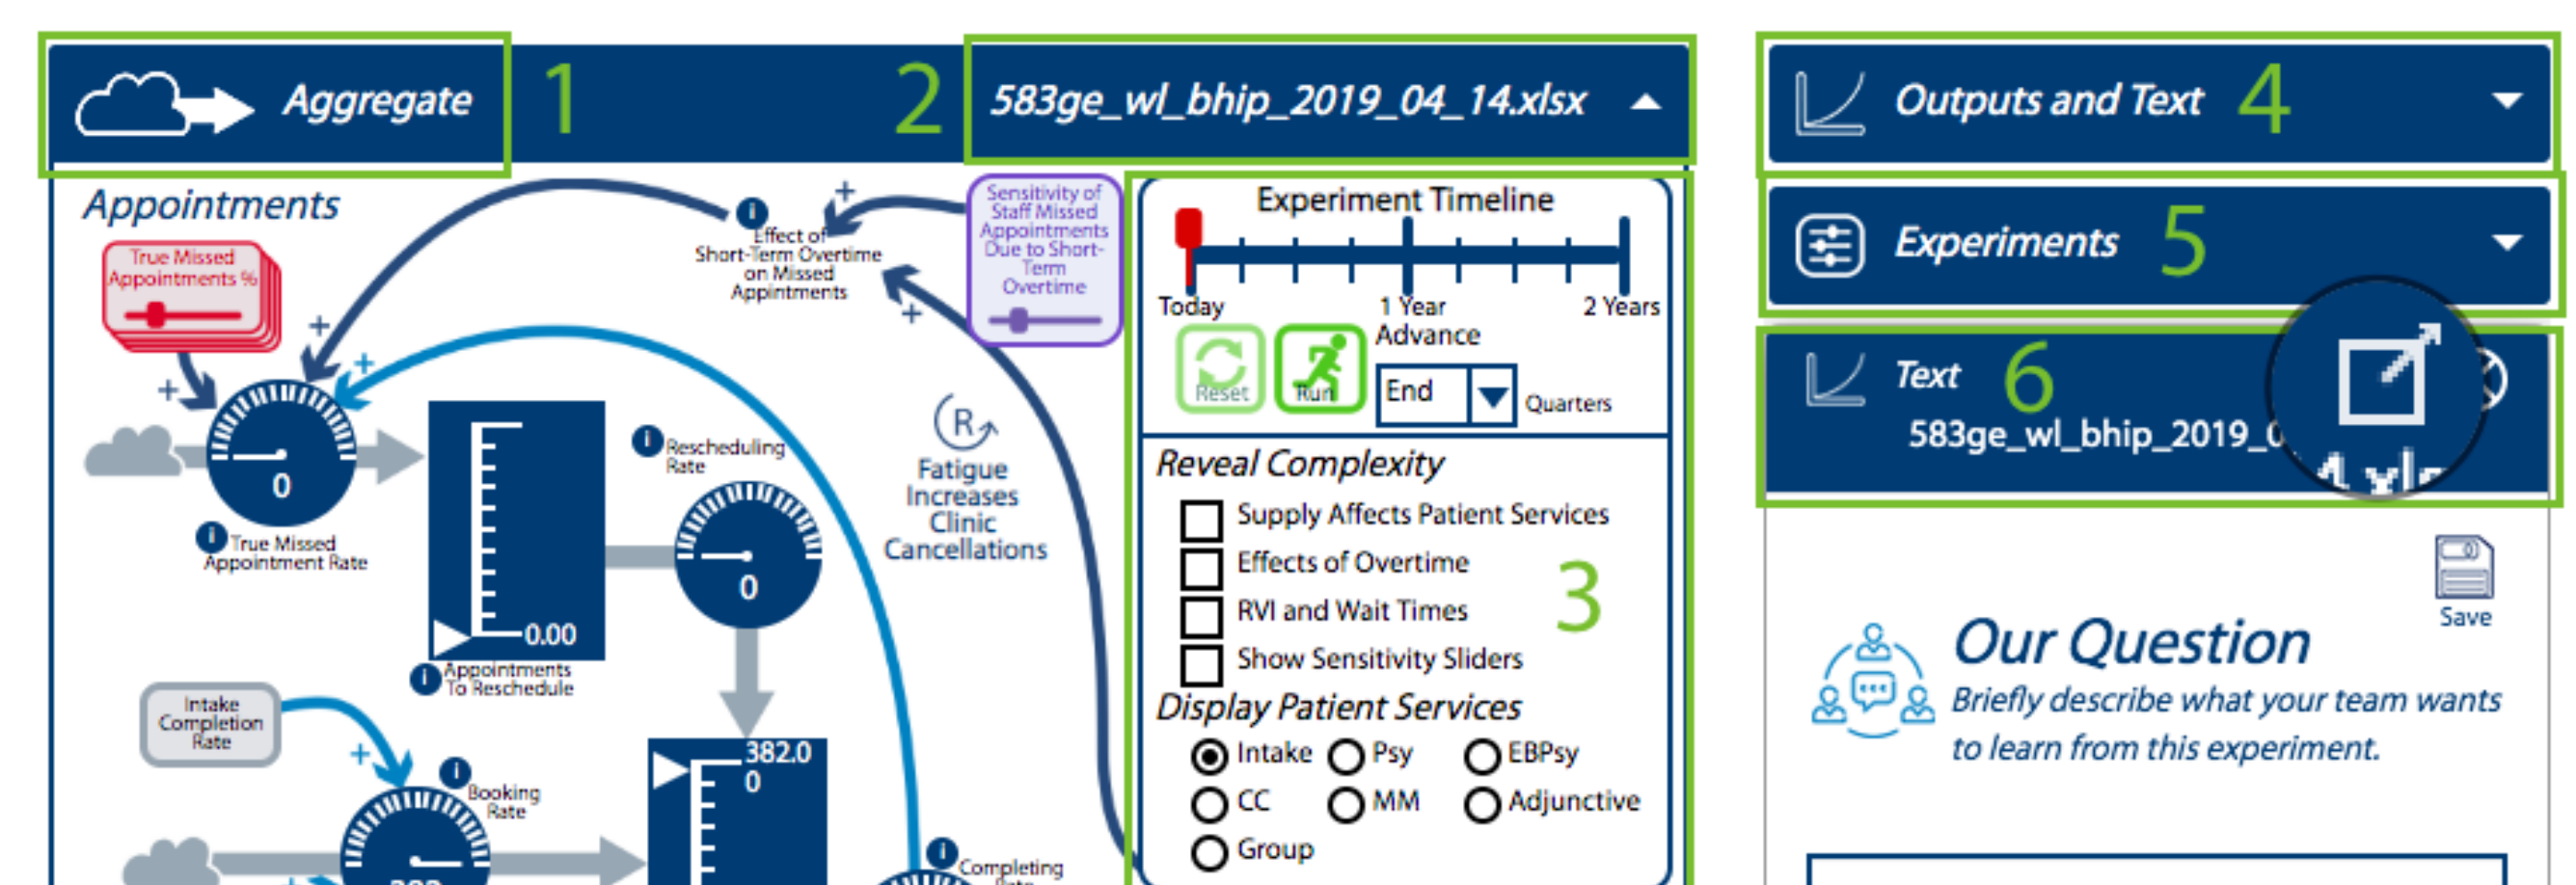 Aggregate
1
2
583ge_wl_bhip_2019_04_14.xlsx
Appointments
True Missed
Appointments %
+
+
+
0
True Missed
Appointment Rate
0.00
Appointments
To Reschedule
Rescheduling
Rate
0
Effect of
Short-Term Overtime
on Missed
Appintments
+
+
Sensitivity of
Staff Missed
Appointments
Due to Short-
Term
Overtime
R
Fatigue
Increases
Clinic
Cancellations
Intake
Completion
Rate
+
Booking
Rate
382.0
0
Completing
Experiment Timeline
Today
1 Year
2 Years
Reset
Run
Advance
End
Quarters
Reveal Complexity
Supply Affects Patient Services
Effects of Overtime
RVI and Wait Times
Show Sensitivity Sliders
3
Display Patient Services
Intake
Psy
EBPsy
CC
MM
Adjunctive
Group
Outputs and Text
4
Experiments
5
Text
6
583ge_wl_bhip_2019_0
Save
Our Question
Briefly describe what your team wants
to learn from this experiment.